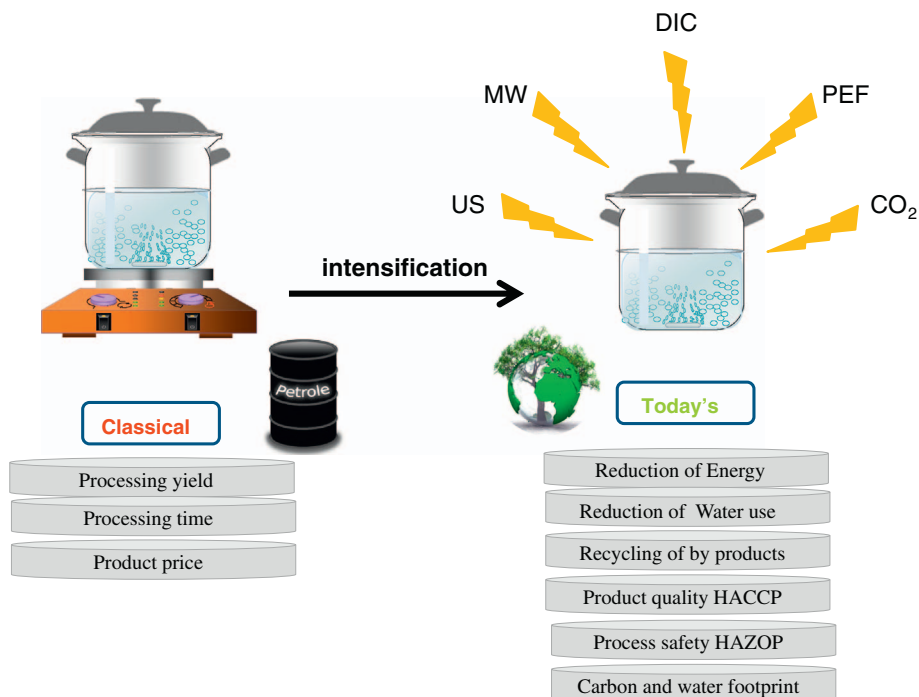 DIC
MW
PEF
US
CO₂
intensification
Petrole
Classical
Today's
Processing yield
Processing time
Product price
Reduction of Energy
Reduction of Water use
Recycling of by products
Product quality HACCP
Process safety HAZOP
Carbon and water footprint